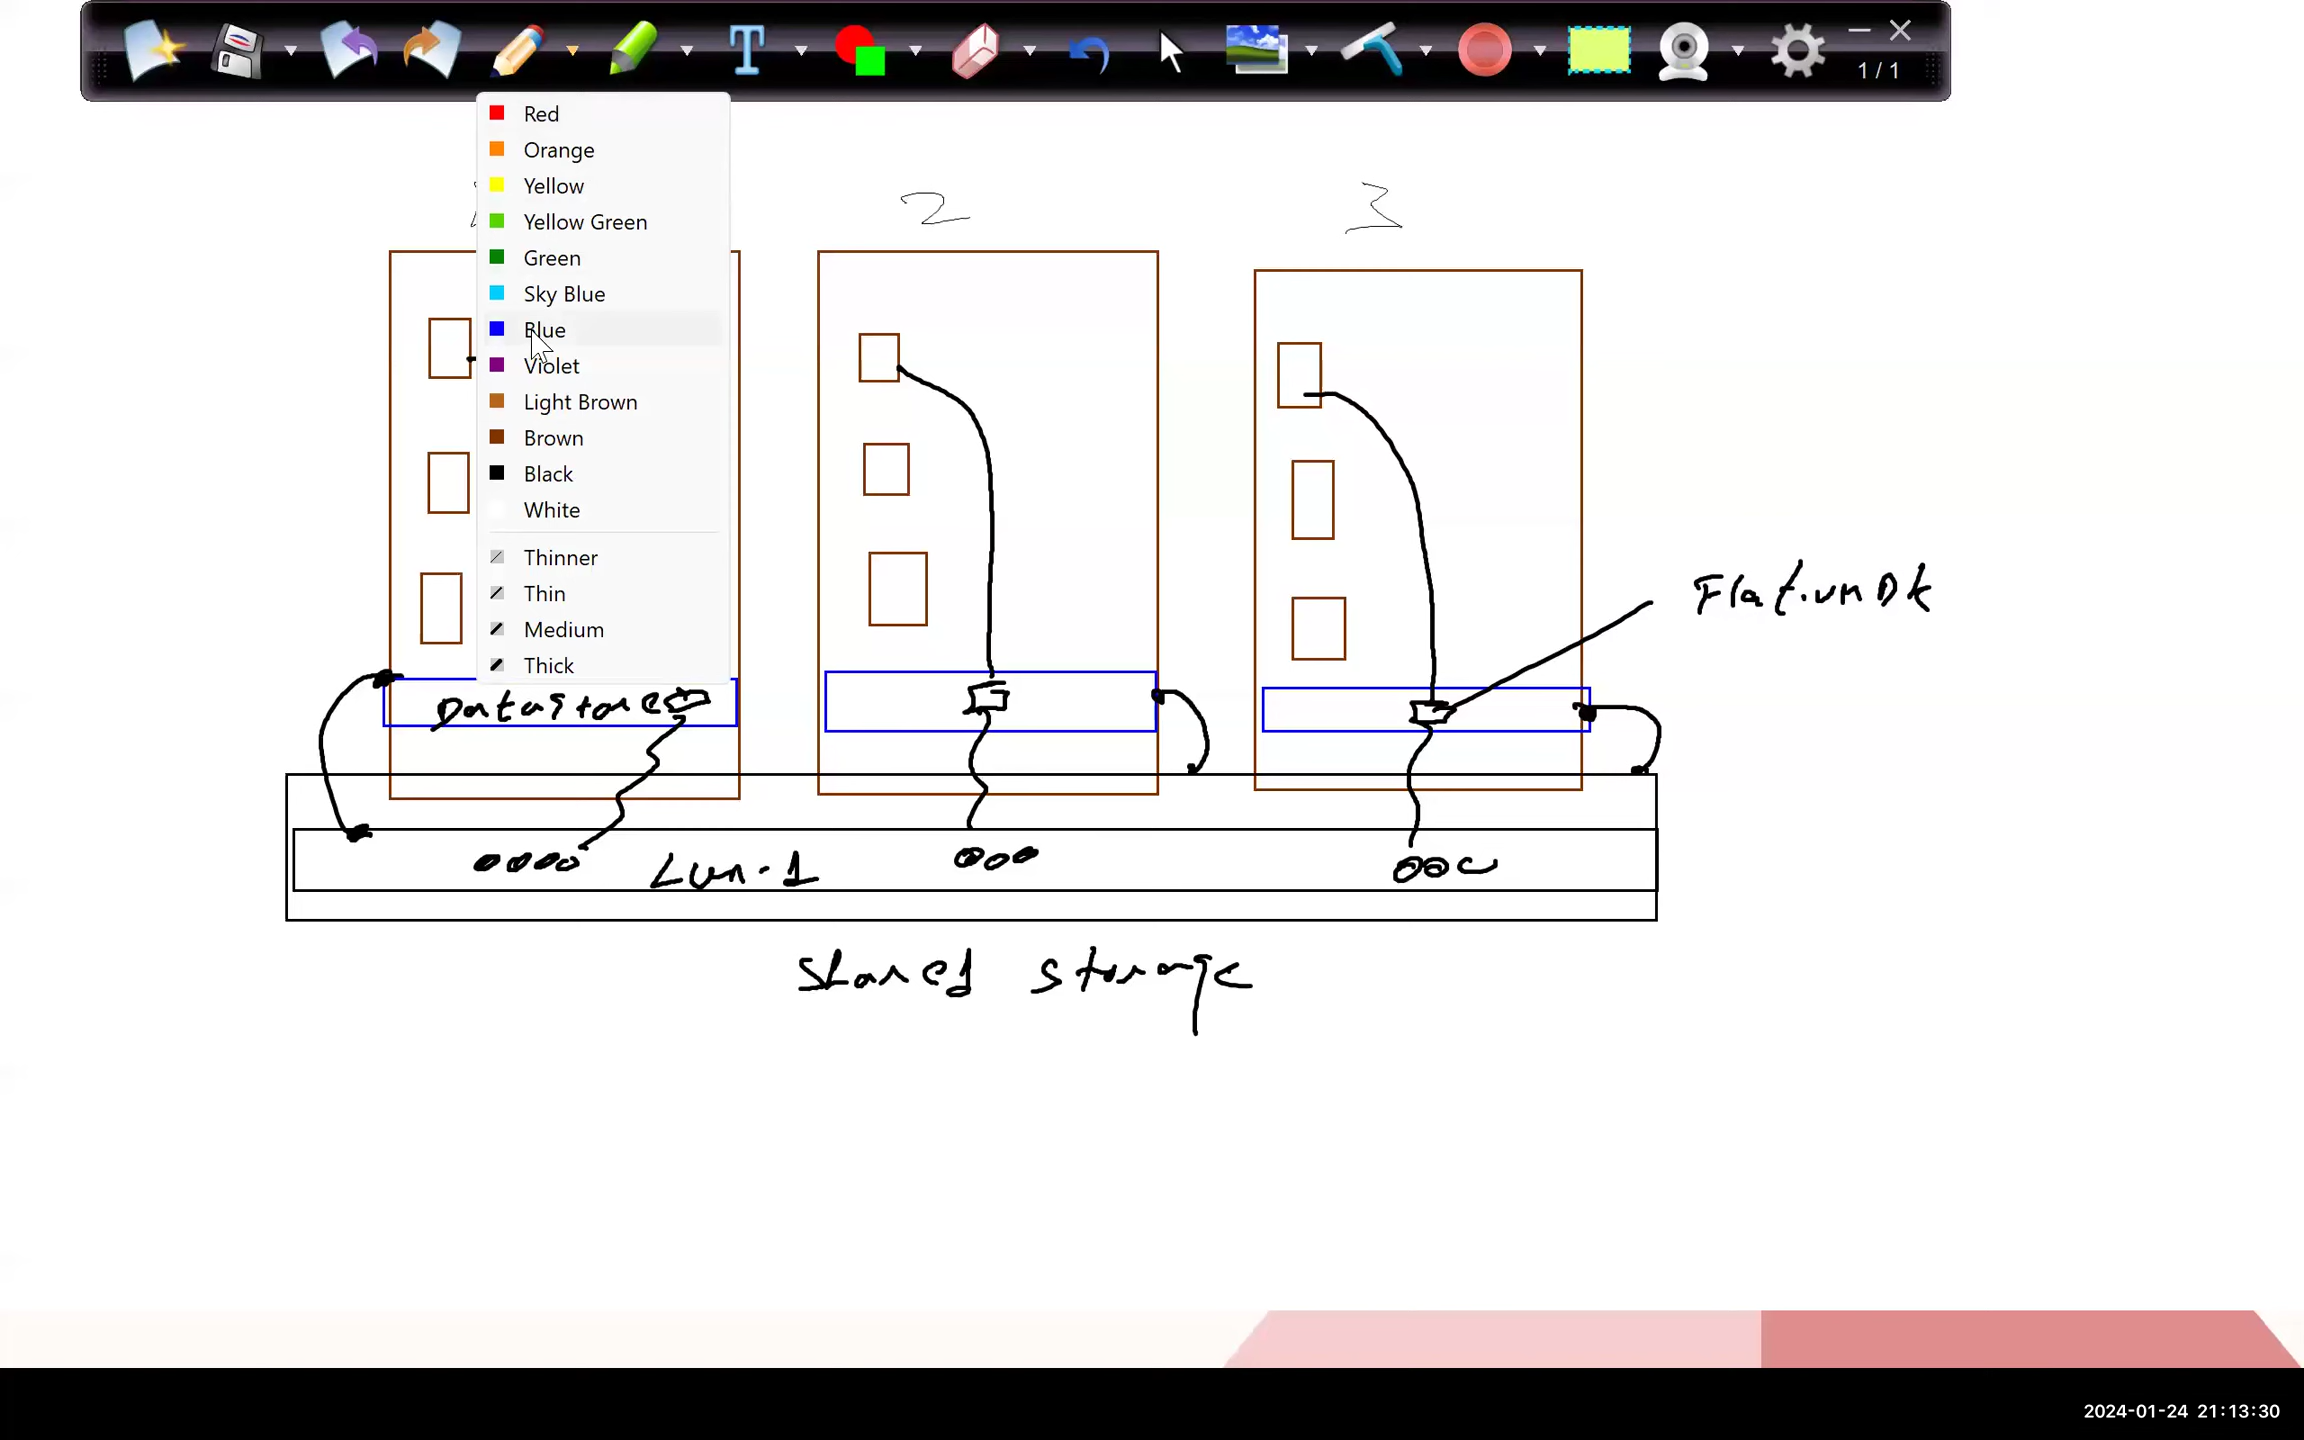 1 / 1
Red
Orange
Yellow
Yellow Green
Green
Sky Blue
Blue
Violet
Light Brown
Brown
Black
White
Thinner
Thin
Medium
Thick
2
3
Flat.vmDk
Datastore
Lun-1
Shared storage
2024-01-24 21:13:30